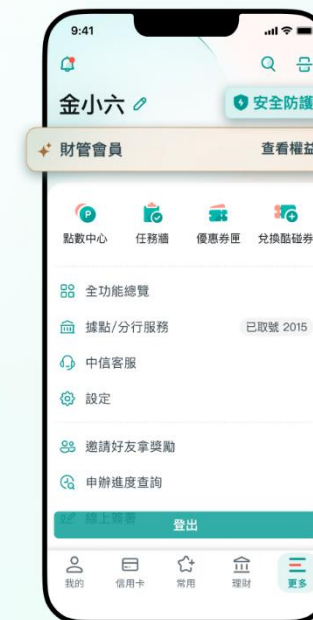 9:41
金小六
安全防護
財管會員
查看權益
點數中心
任務牆
優惠券匣
兌換酷碰券
全功能總覽
據點/分行服務
已取號 2015
中信客服
設定
邀請好友拿獎勵
申辦進度查詢
線上簽署
登出
我的
信用卡
常用
理財
更多